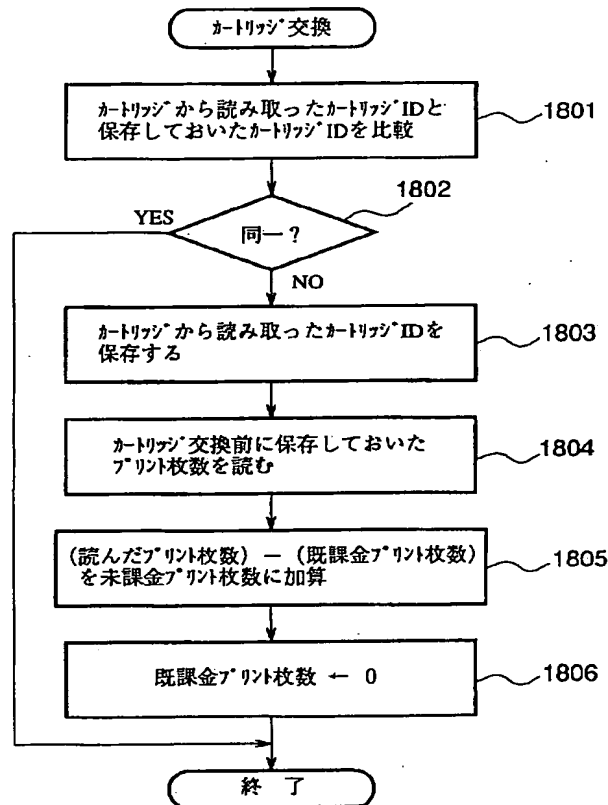 カートリッジ交換
カートリッジから読み取ったカートリッジIDと
保存しておいたカートリッジIDを比較
1801
1802
YES
同一?
NO
カートリッジから読み取ったカートリッジIDを
保存する
1803
カートリッジ交換前に保存しておいた
プリント枚数を読む
1804
(読んだプリント枚数) − (既課金プリント枚数)
を未課金プリント枚数に加算
1805
既課金プリント枚数 ← 0
1806
終 了